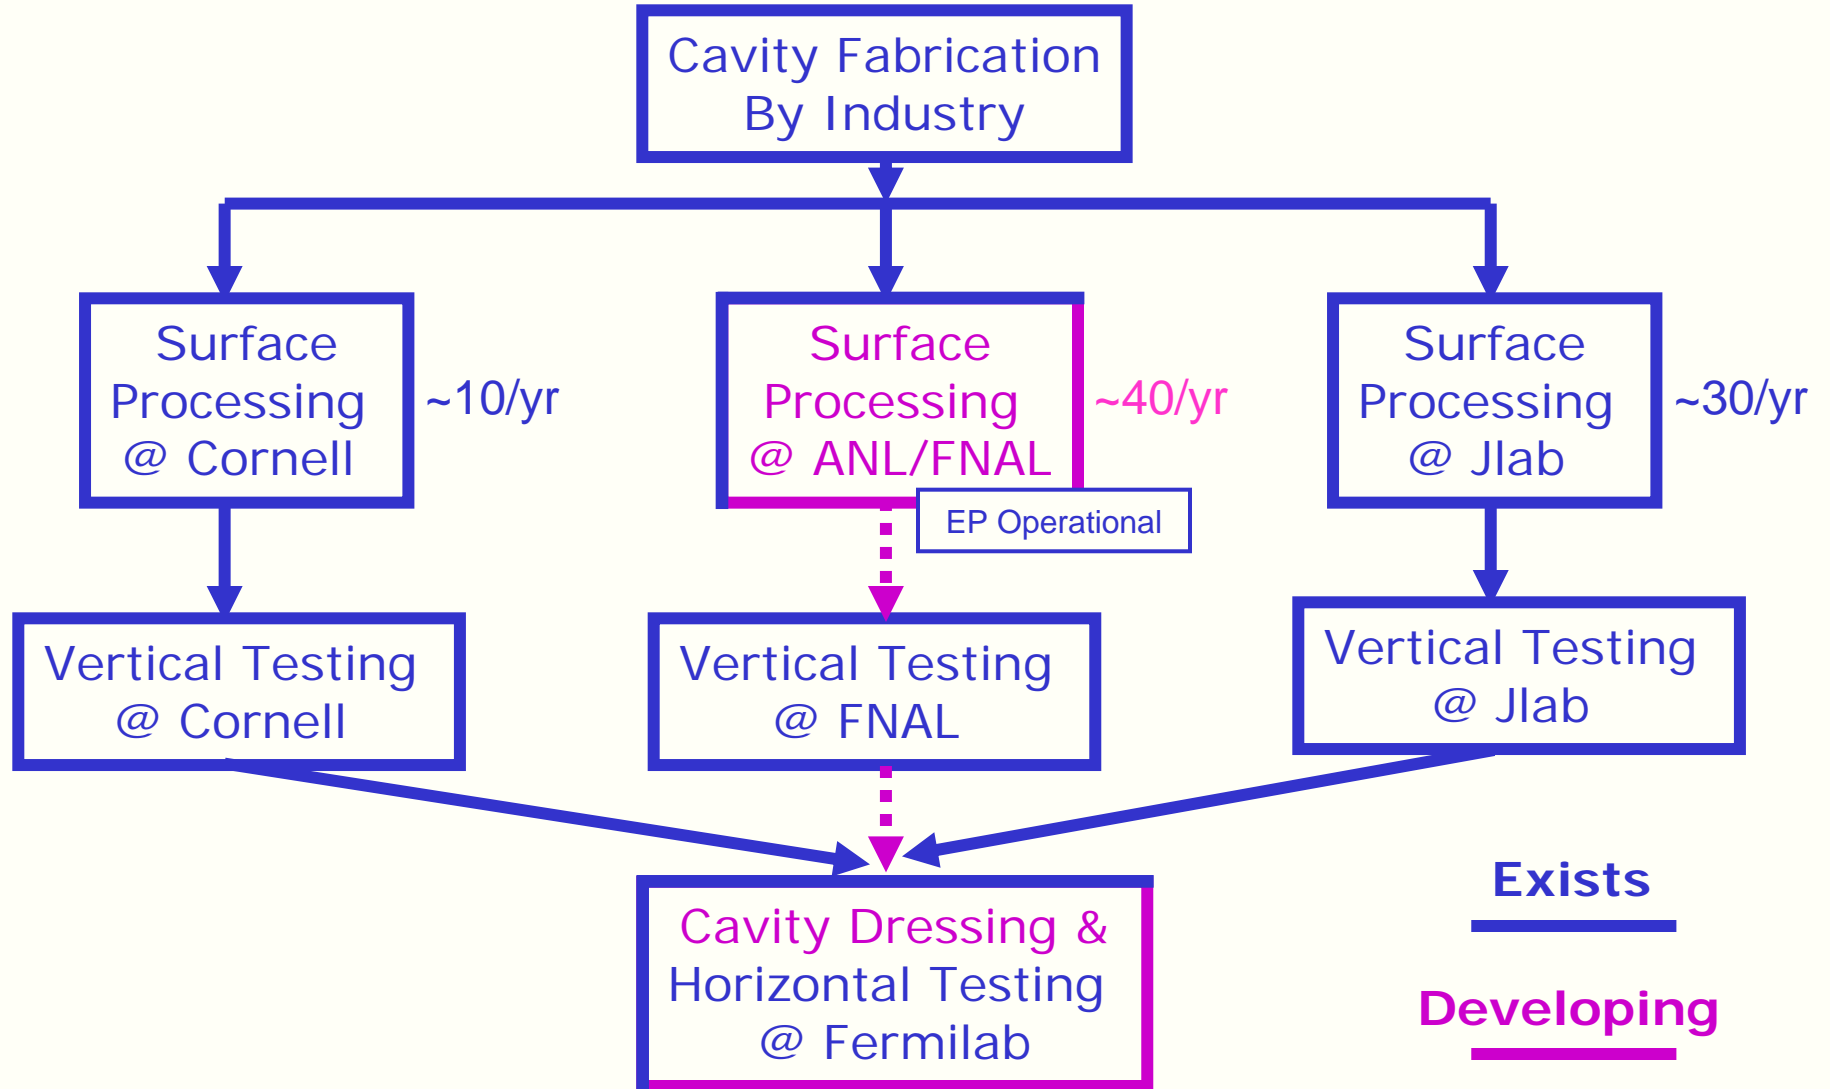 Cavity Fabrication
By Industry
Surface
Processing
@ Cornell
~10/yr
Surface
Processing
@ ANL/FNAL
~40/yr
EP Operational
Surface
Processing
@ Jlab
~30/yr
Vertical Testing
@ Cornell
Vertical Testing
@ FNAL
Vertical Testing
@ Jlab
Cavity Dressing &
Horizontal Testing
@ Fermilab
Exists
Developing